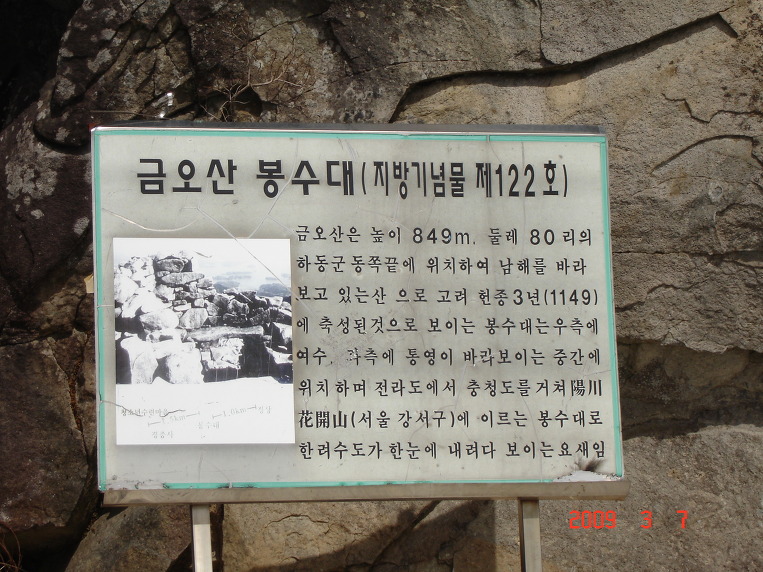 금오산 봉수대(지방기념물 제122호)
금오산은 높이 849m. 둘레 80리의
하동군 동쪽끝에 위치하여 남해를 바라
보고 있는산 으로 고려 헌종3년(1149)
에 축성된것으로 보이는 봉수대는우측에
여수, 좌측에 통영이 바라보이는 중간에
위치하며 전라도에서 충청도를거쳐陽川
花開山(서울 강서구)에 이르는 봉수대로
한려수도가 한눈에 내려다 보이는요새임
봉수대
2009 3 7